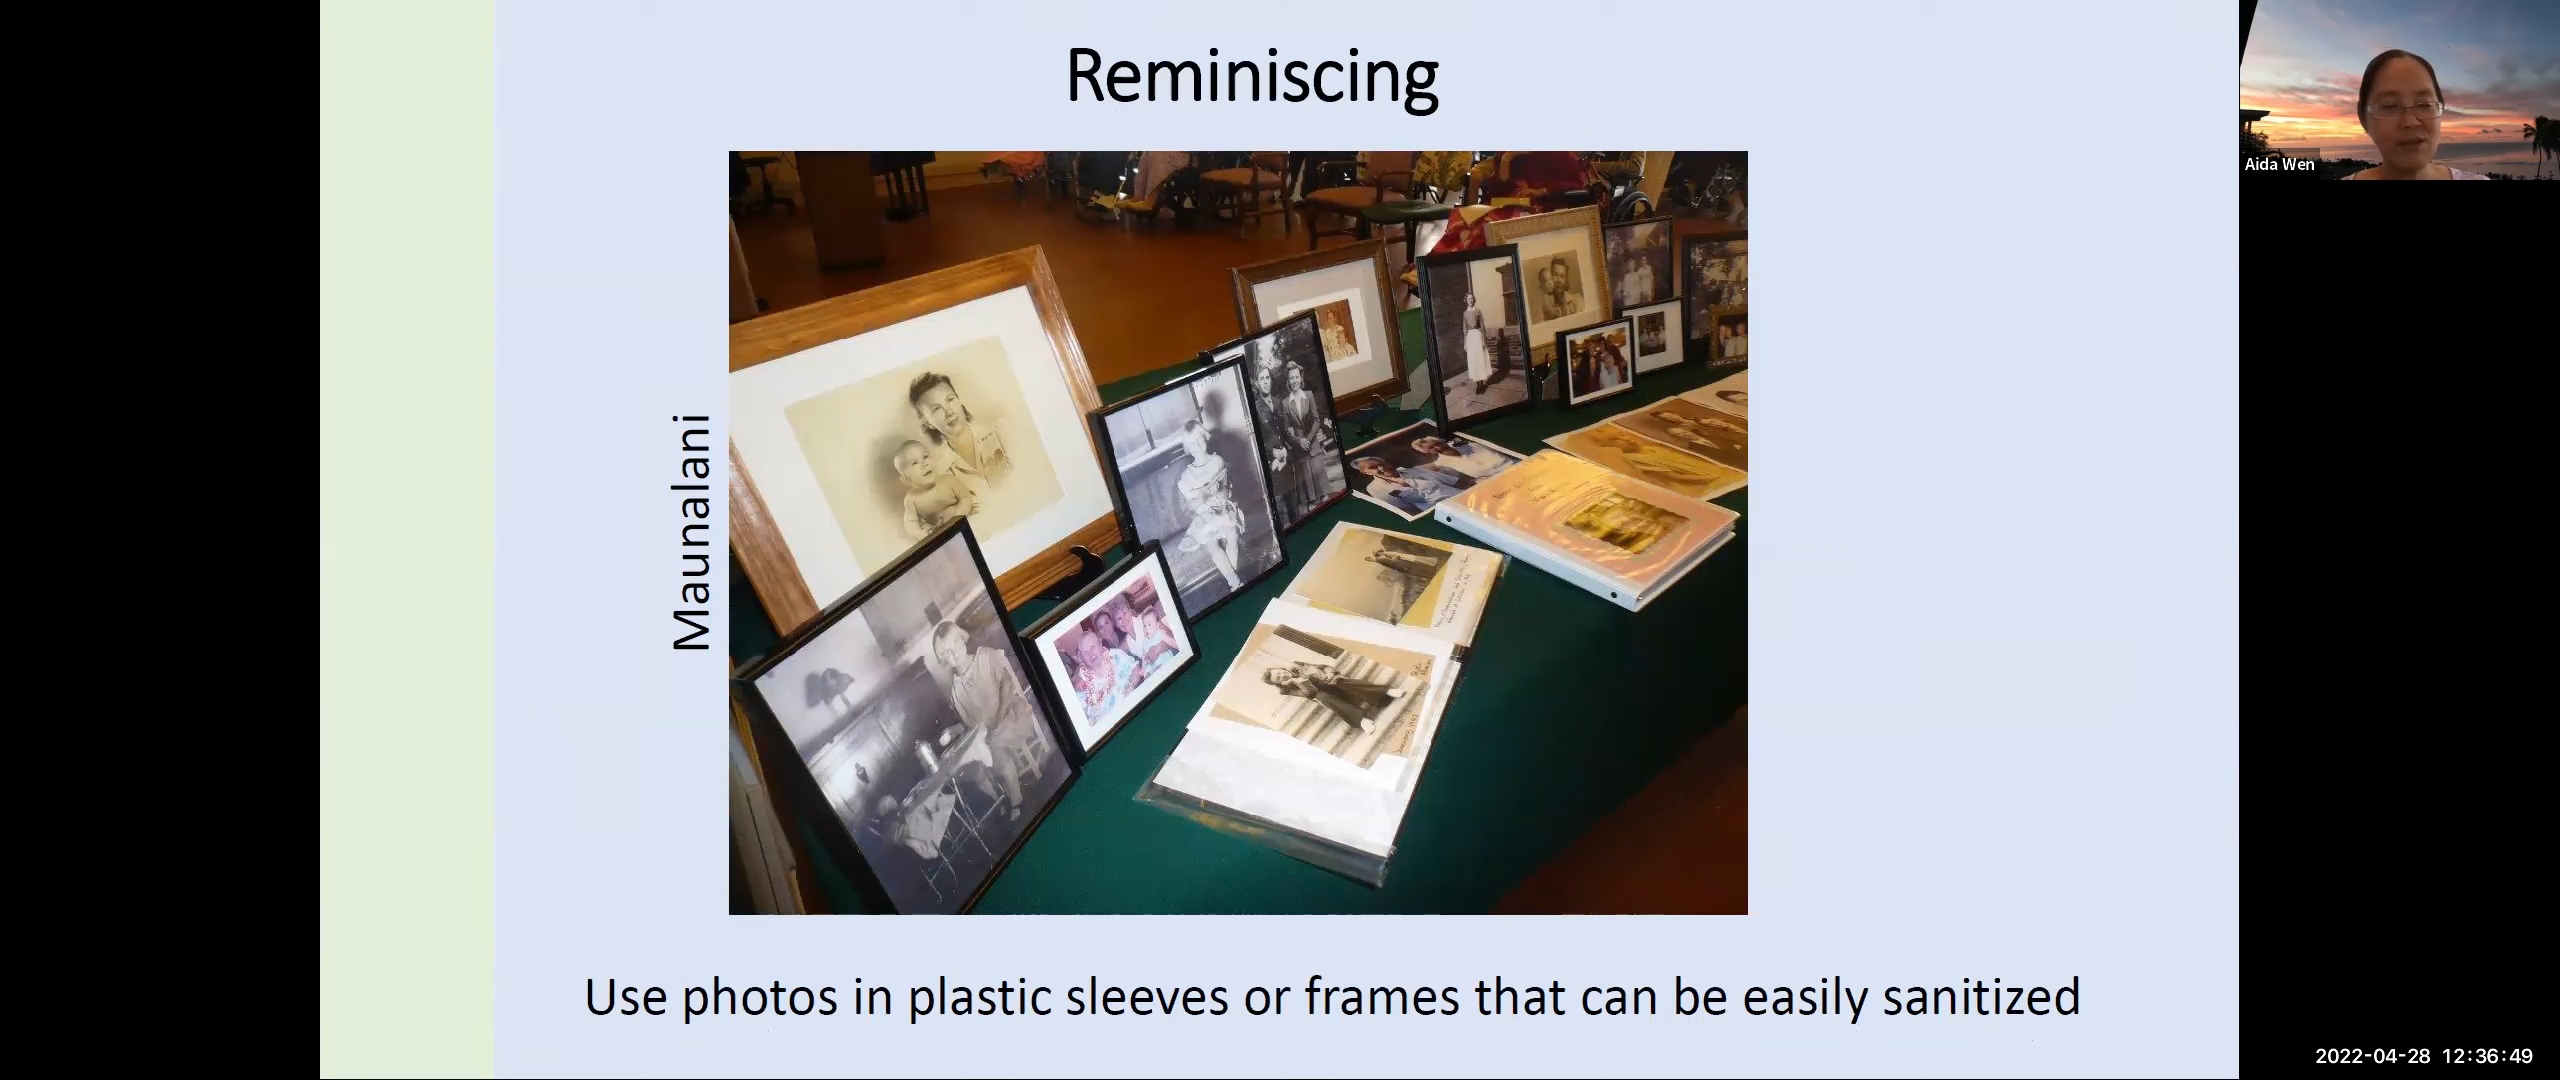 Reminiscing
Aida Wen
Maunalani
Use photos in plastic sleeves or frames that can be easily sanitized
2022-04-28 12:36:49